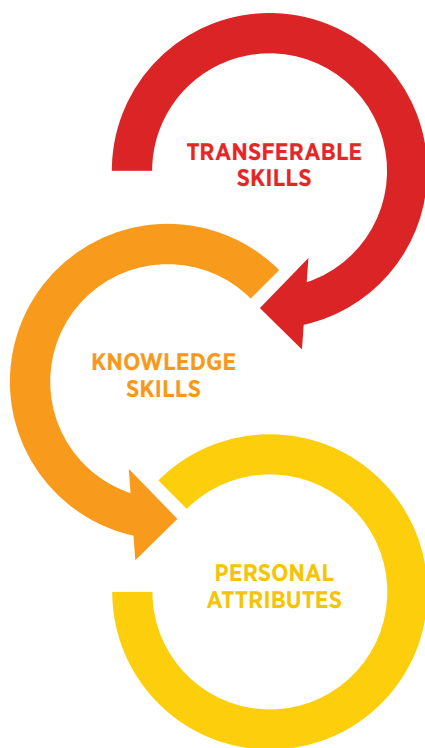 TRANSFERABLE
SKILLS
KNOWLEDGE
SKILLS
PERSONAL
ATTRIBUTES